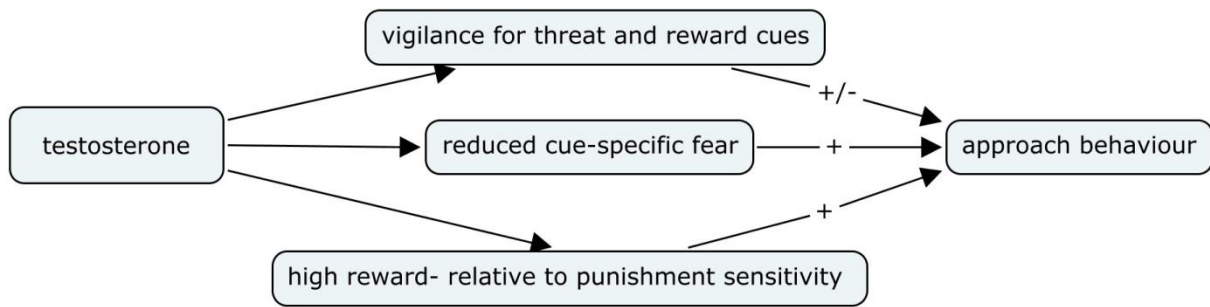 vigilance for threat and reward cues
+/-
testosterone
reduced cue-specific fear
+
approach behaviour
+
high reward- relative to punishment sensitivity